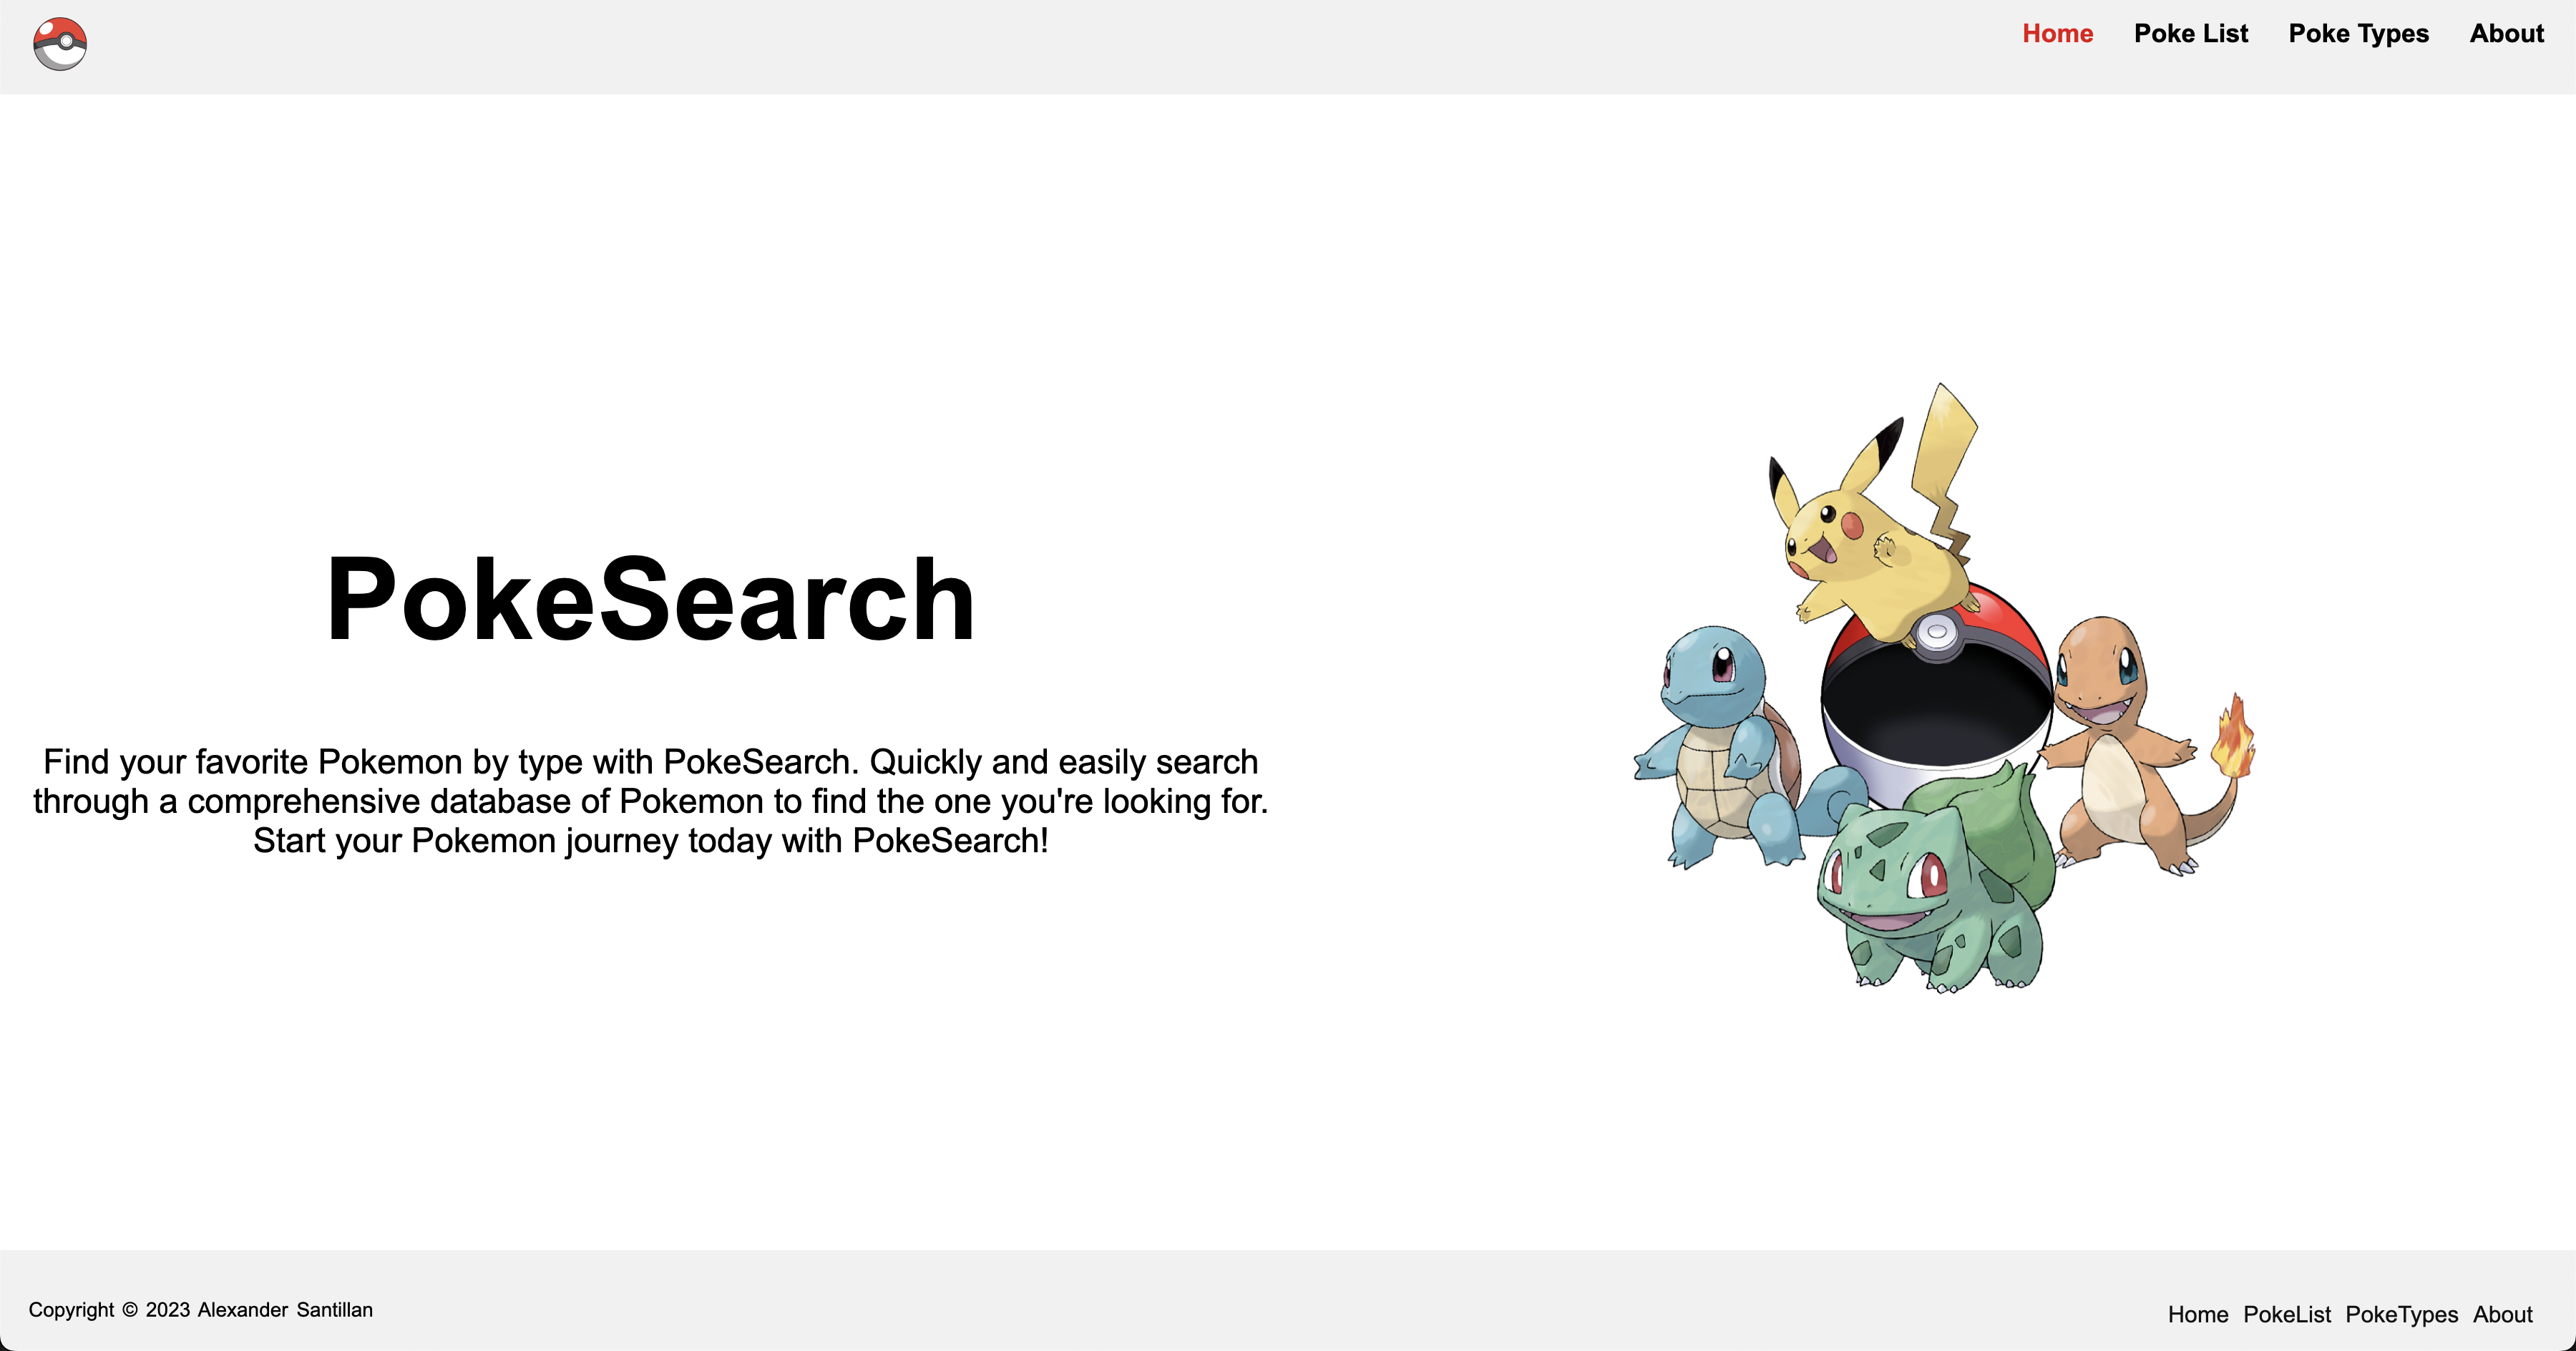 Home Poke List Poke Types About
PokeSearch
Find your favorite Pokemon by type with PokeSearch. Quickly and easily search
through a comprehensive database of Pokemon to find the one you're looking for.
Start your Pokemon journey today with PokeSearch!
Copyright © 2023 Alexander Santillan
Home PokeList PokeTypes About